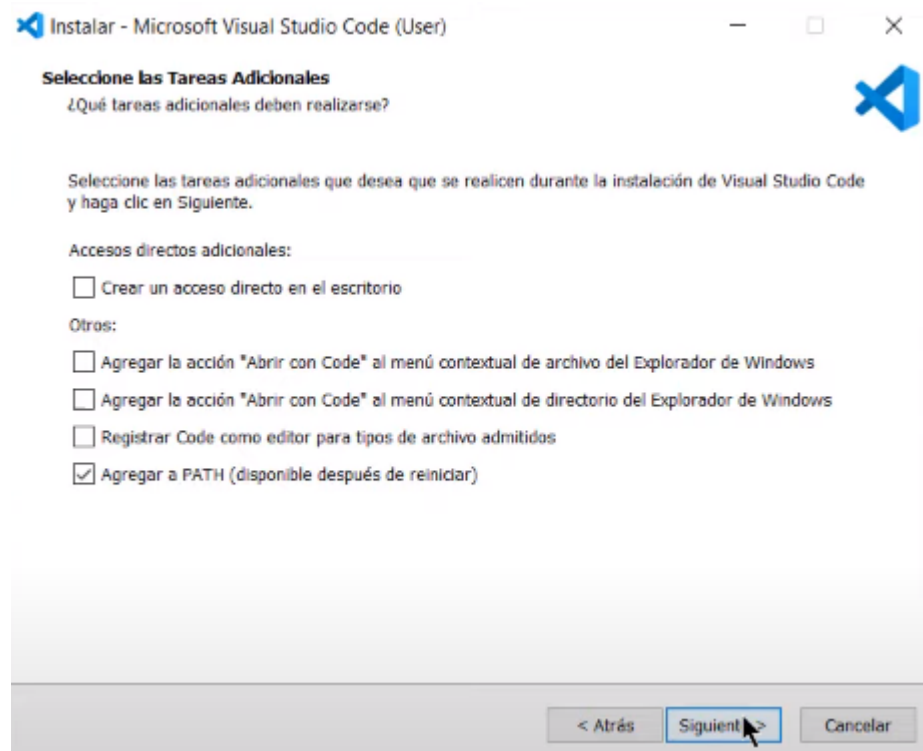 Instalar - Microsoft Visual Studio Code (User)
Seleccione las Tareas Adicionales
¿Qué tareas adicionales deben realizarse?
Seleccione las tareas adicionales que desea que se realicen durante la instalación de Visual Studio Code
y haga clic en Siguiente.
Accesos directos adicionales:
Crear un acceso directo en el escritorio
Otros:
Agregar la acción "Abrir con Code" al menú contextual de archivo del Explorador de Windows
Agregar la acción "Abrir con Code" al menú contextual de directorio del Explorador de Windows
Registrar Code como editor para tipos de archivo admitidos
Agregar a PATH (disponible después de reiniciar)
< Atrás Siguiente > Cancelar